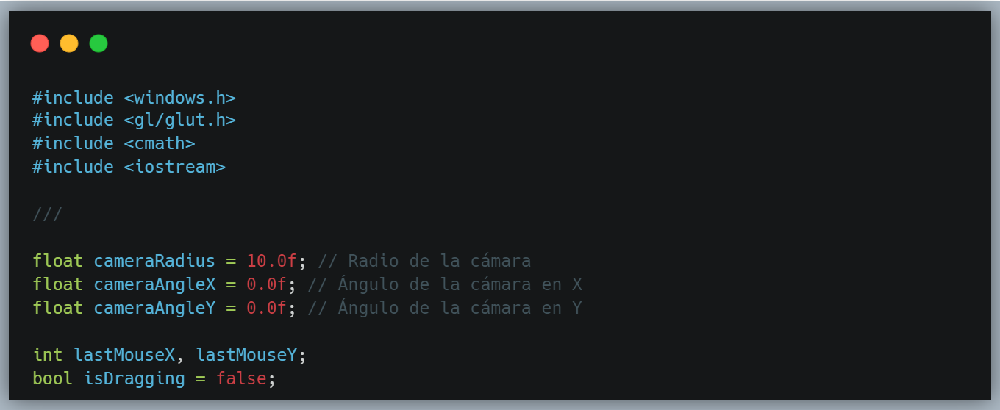 #include <windows.h>
#include <gl/glut.h>
#include <cmath>
#include <iostream>
///
float cameraRadius = 10.0f; // Radio de la cámara
float cameraAngleX = 0.0f; // Ángulo de la cámara en X
float cameraAngleY = 0.0f; // Ángulo de la cámara en Y
int lastMouseX, lastMouseY;
bool isDragging = false;